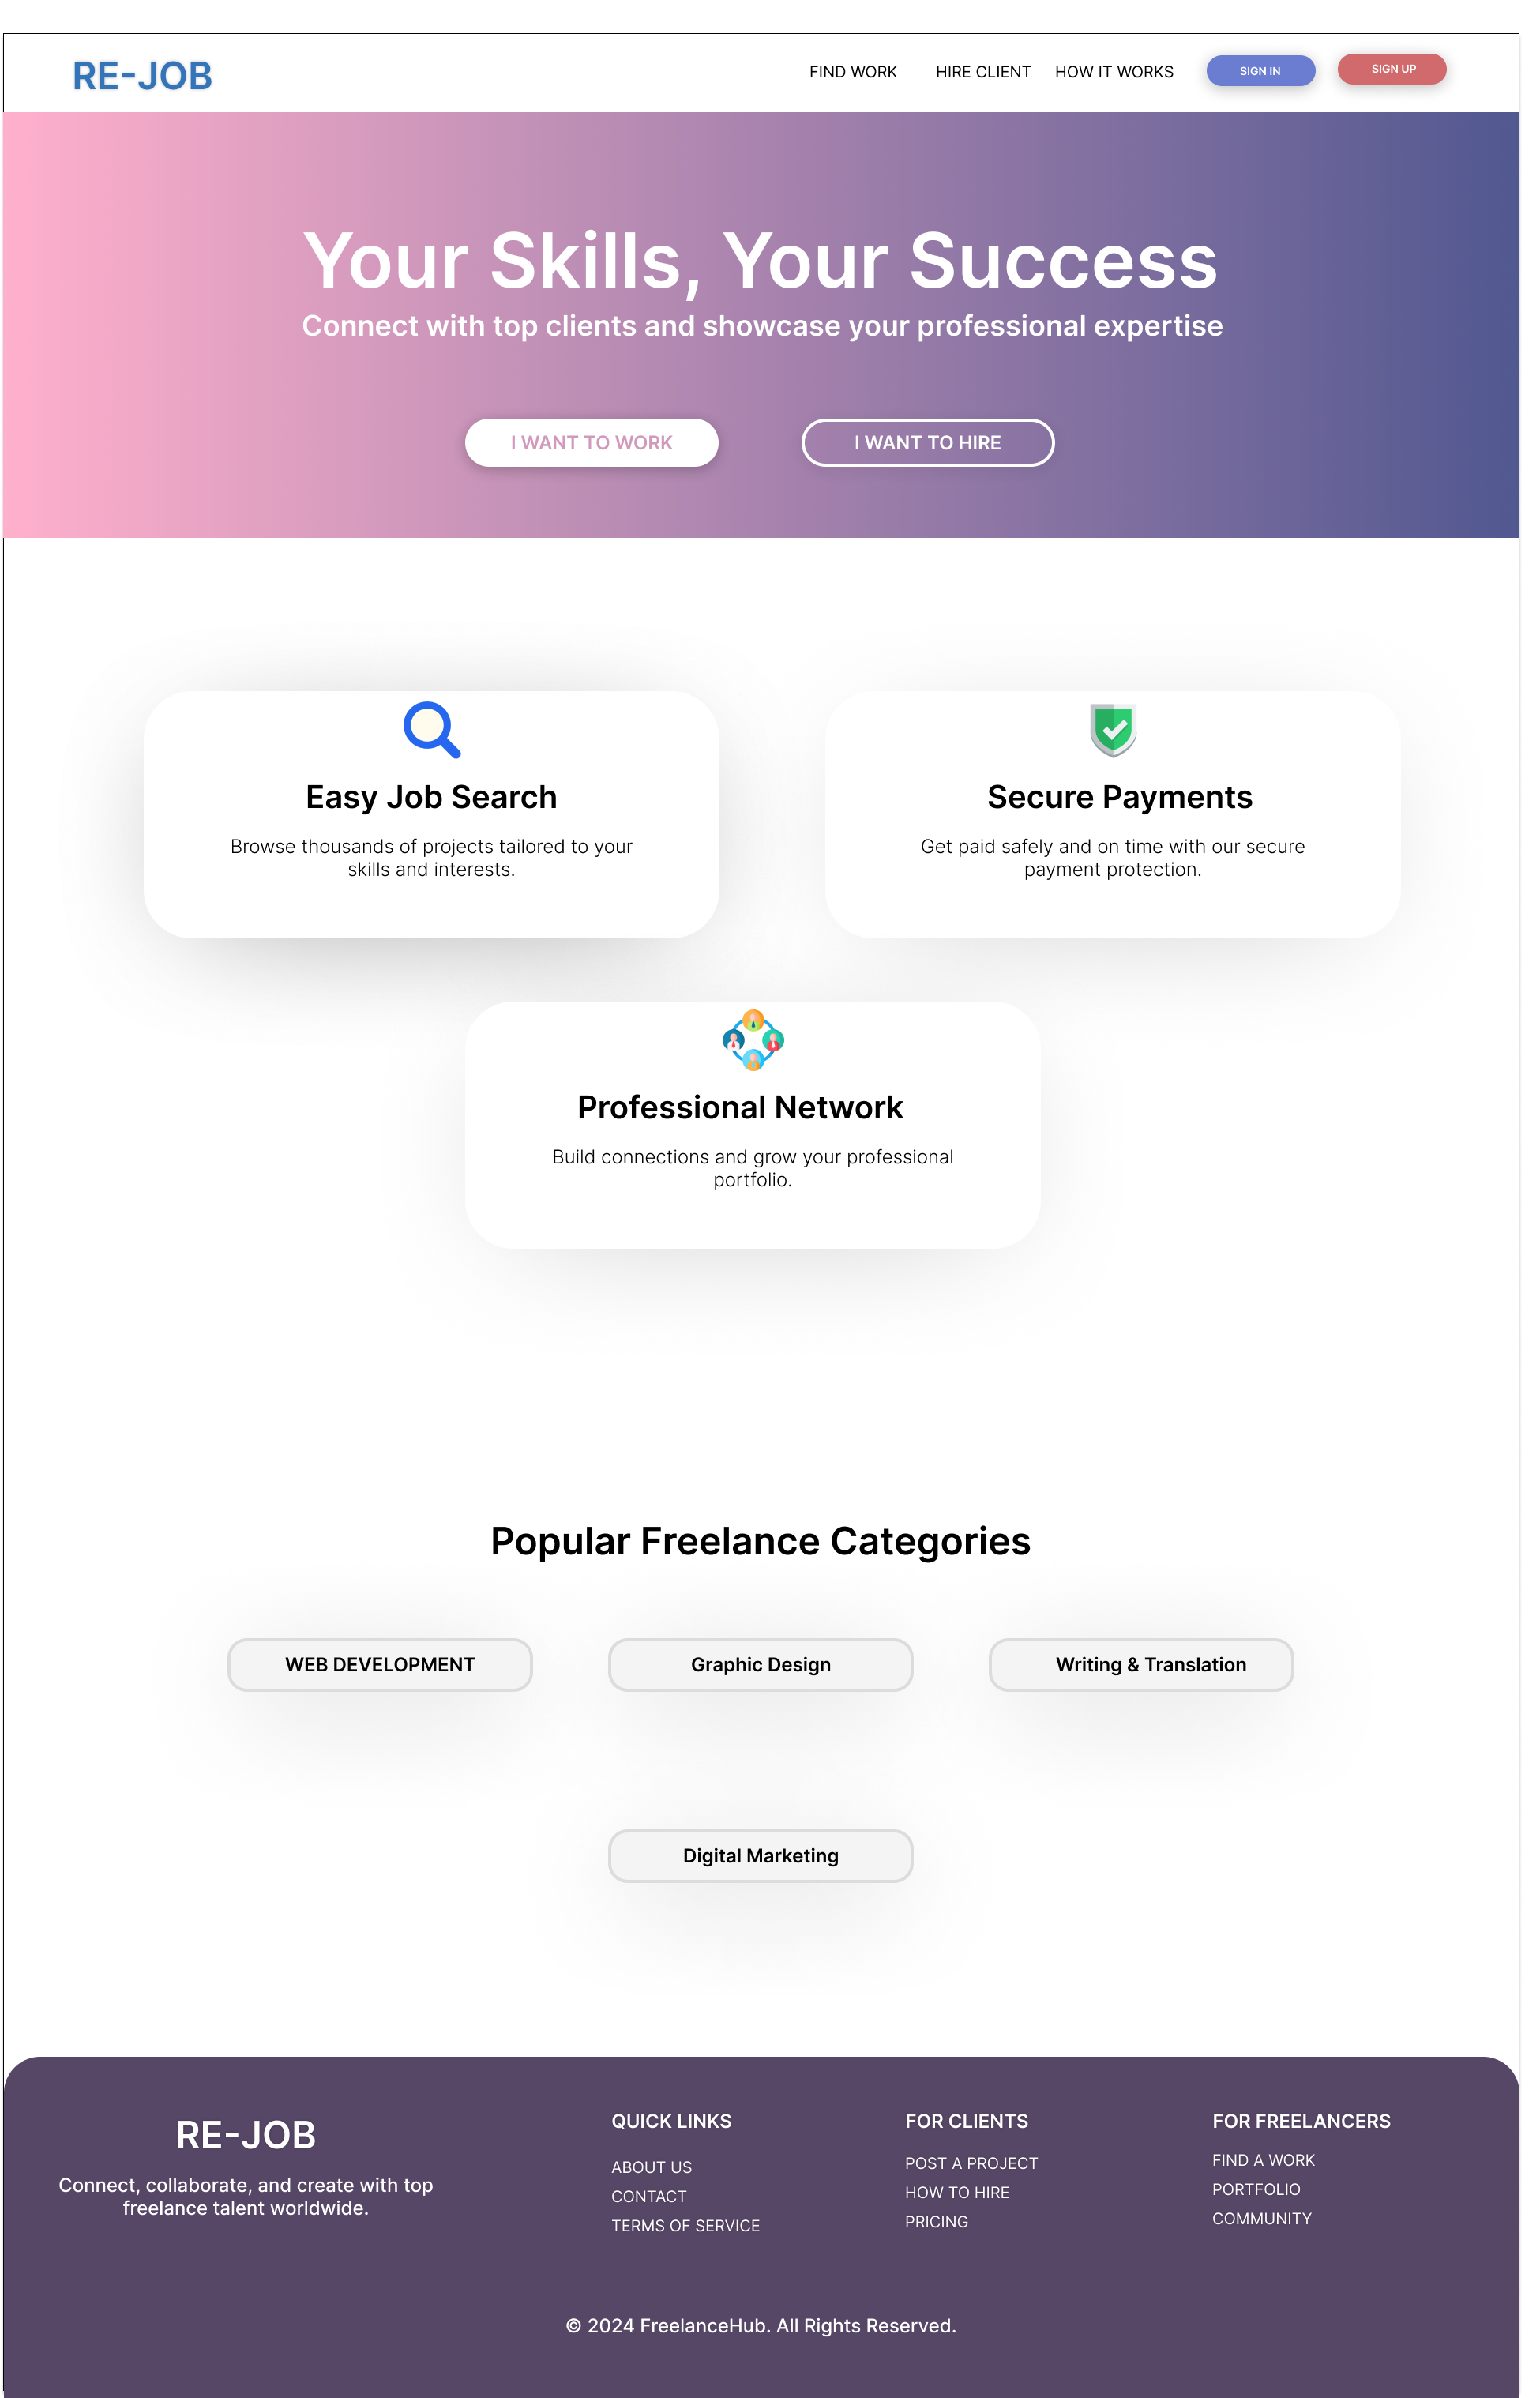 RE-JOB
FIND WORK
HIRE CLIENT
HOW IT WORKS
SIGN IN
SIGN UP
Your Skills, Your Success
Connect with top clients and showcase your professional expertise
I WANT TO WORK
I WANT TO HIRE
Easy Job Search
Browse thousands of projects tailored to your
skills and interests.
Secure Payments
Get paid safely and on time with our secure
payment protection.
Professional Network
Build connections and grow your professional
portfolio.
Popular Freelance Categories
WEB DEVELOPMENT
Graphic Design
Writing & Translation
Digital Marketing
RE-JOB
Connect, collaborate, and create with top
freelance talent worldwide.
QUICK LINKS
ABOUT US
CONTACT
TERMS OF SERVICE
FOR CLIENTS
POST A PROJECT
HOW TO HIRE
PRICING
FOR FREELANCERS
FIND A WORK
PORTFOLIO
COMMUNITY
© 2024 FreelanceHub. All Rights Reserved.